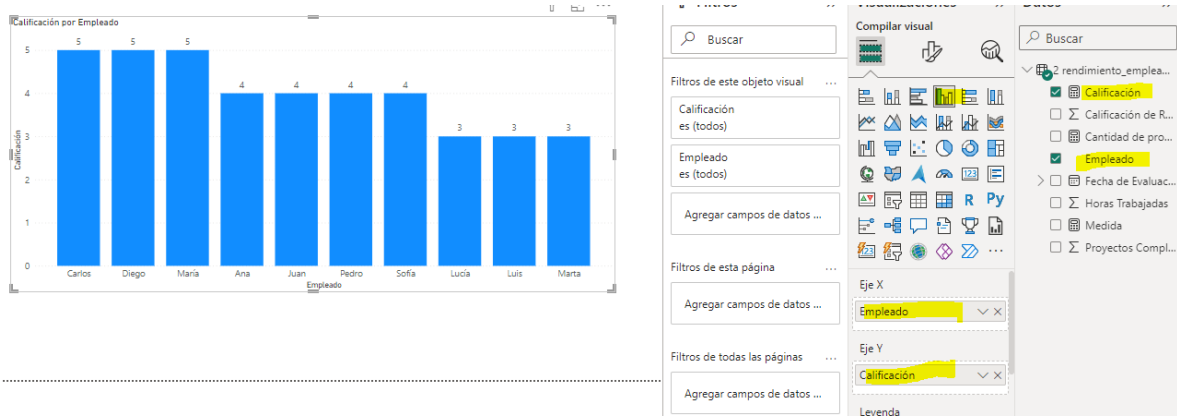 Calificación por Empleado
5
4
3
2
1
0
Calificación
5
5
5
4
4
4
4
3
3
3
Carlos
Diego
María
Ana
Juan
Pedro
Sofía
Lucía
Luis
Marta
Empleado
Buscar
Filtros de este objeto visual
...
Calificación
es (todos)
Empleado
es (todos)
Agregar campos de datos ...
Filtros de esta página
...
Agregar campos de datos ...
Filtros de todas las páginas
...
Agregar campos de datos ...
Compilar visual
123
R
Py
...
Eje X
Empleado
Eje Y
Calificación
Leyenda
Buscar
2 rendimiento_emplea...
Calificación
Calificación de R...
Cantidad de pro...
Empleado
Fecha de Evaluac...
Horas Trabajadas
Medida
Proyectos Compl...